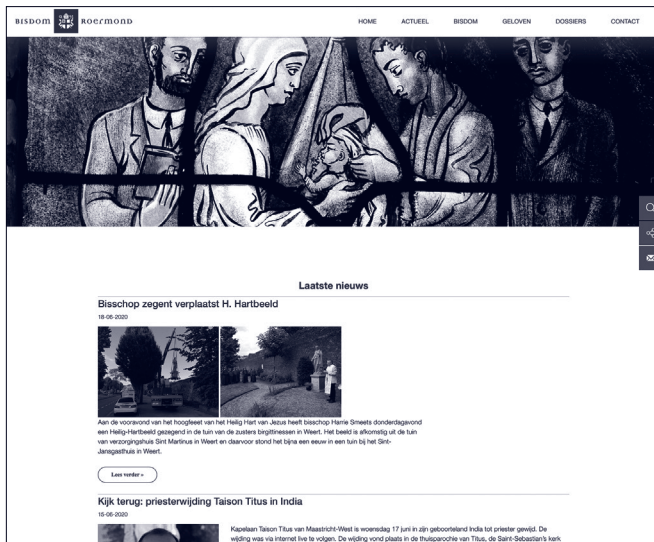 BISDOM ROERMOND
HOME ACTUEEL BISDOM GELOVEN DOSSIERS CONTACT
Laatste nieuws
Bisschop zegent verplaatst H. Hartbeeld
18-06-2020
Aan de vooravond van het hoogfeest van het Heilig Hart van Jezus heeft bisschop Harrie Smeets donderdagavond
een Heilig-Hartbeeld gezegend in de tuin van de zusters birgittinessen in Weert. Het beeld is afkomstig uit de tuin
van verzorgingshuis Sint Martinus in Weert en daarvoor stond het bijna een eeuw in een tuin bij het Sint-
Jansgasthuis in Weert.
Lees verder »
Kijk terug: priesterwijding Taison Titus in India
15-06-2020
Kapelaan Taison Titus van Maastricht-West is woensdag 17 juni in zijn geboorteland India tot priester gewijd. De
wijding was via internet live te volgen. De wijding vond plaats in de thuisparochie van Titus, de Saint-Sebastian's kerk